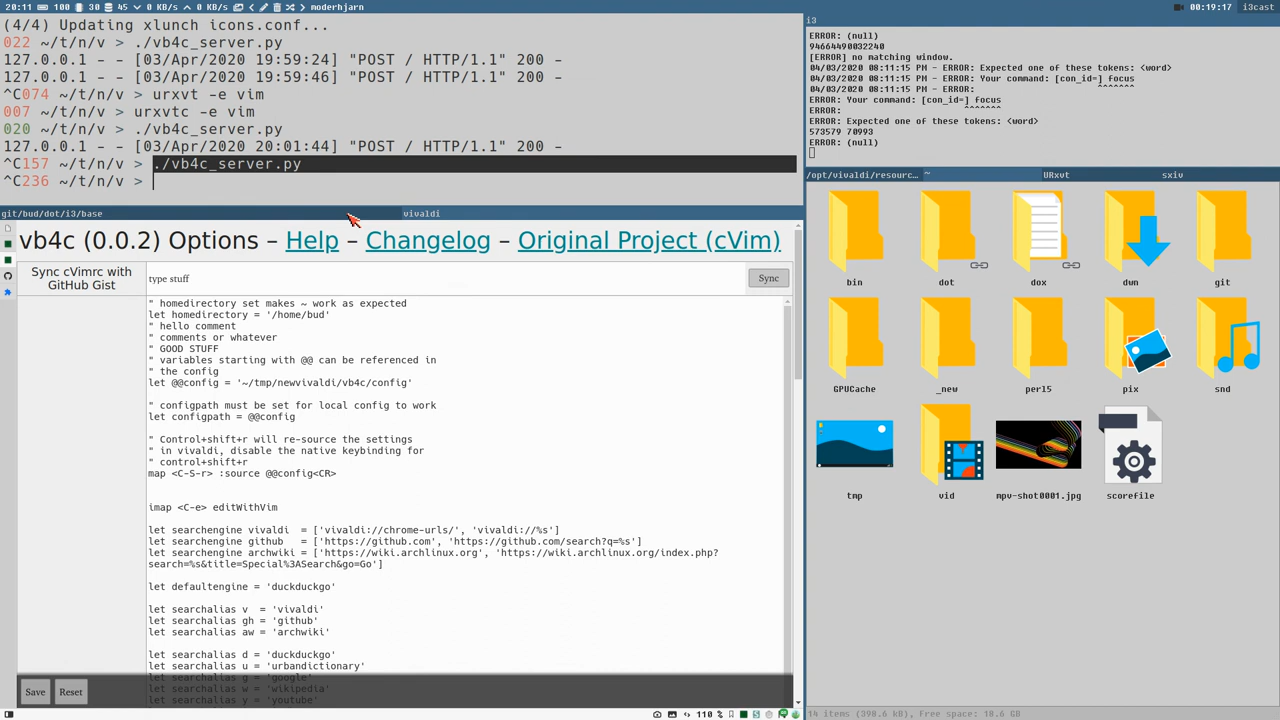 20:11 100 30 45 0 KB/s 0 KB/s moderhjarn
00:19:17 i3cast
(4/4) Updating xlunch icons.conf...
022 ~/t/n/v > ./vb4c_server.py
127.0.0.1 - - [03/Apr/2020 19:59:24] "POST / HTTP/1.1" 200 -
127.0.0.1 - - [03/Apr/2020 19:59:46] "POST / HTTP/1.1" 200 -
^C074 ~/t/n/v > urxvt -e vim
007 ~/t/n/v > urxvtc -e vim
020 ~/t/n/v > ./vb4c_server.py
127.0.0.1 - - [03/Apr/2020 20:01:44] "POST / HTTP/1.1" 200 -
^C157 ~/t/n/v > ./vb4c_server.py
^C236 ~/t/n/v >
git/bud/dot/i3/base vivaldi
vb4c (0.0.2) Options – Help – Changelog – Original Project (cVim)
Sync cVimrc with
GitHub Gist
type stuff
Sync
" homedirectory set makes ~ work as expected
let homedirectory = '/home/bud'
" hello comment
" comments or whatever
" GOOD STUFF
" variables starting with @@ can be referenced in
" the config
let @@config = '~/tmp/newvivaldi/vb4c/config'
" configpath must be set for local config to work
let configpath = @@config
" Control+shift+r will re-source the settings
" in vivaldi, disable the native keybinding for
" control+shift+r
map <C-S-r> :source @@config<CR>
imap <C-e> editWithVim
let searchengine vivaldi  = ['vivaldi://chrome-urls/', 'vivaldi://%s']
let searchengine github   = ['https://github.com', 'https://github.com/search?q=%s']
let searchengine archwiki = ['https://wiki.archlinux.org', 'https://wiki.archlinux.org/index.php?
search=%s&title=Special%3ASearch&go=Go']
let defaultengine = 'duckduckgo'
let searchalias v  = 'vivaldi'
let searchalias gh = 'github'
let searchalias aw = 'archwiki'
let searchalias d = 'duckduckgo'
let searchalias u = 'urbandictionary'
let searchalias g = 'google'
let searchalias w = 'wikipedia'
let searchalias y = 'youtube'
Save Reset
110 %
i3
ERROR: (null)
94664490032240
[ERROR] no matching window.
04/03/2020 08:11:15 PM - ERROR: Expected one of these tokens: <word>
04/03/2020 08:11:15 PM - ERROR: Your command: [con_id=] focus
04/03/2020 08:11:15 PM - ERROR:                       ^^^^^^^
ERROR: Your command: [con_id=] focus
ERROR:                       ^^^^^^^
ERROR: Expected one of these tokens: <word>
573579 70993
ERROR: (null)
/opt/vivaldi/resourc... ~ URxvt sxiv
bin dot dox dwn git
GPUCache _new perl5 pix snd
tmp vid mpv-shot0001.jpg scorefile
14 items (398.6 kB), Free space: 18.6 GB